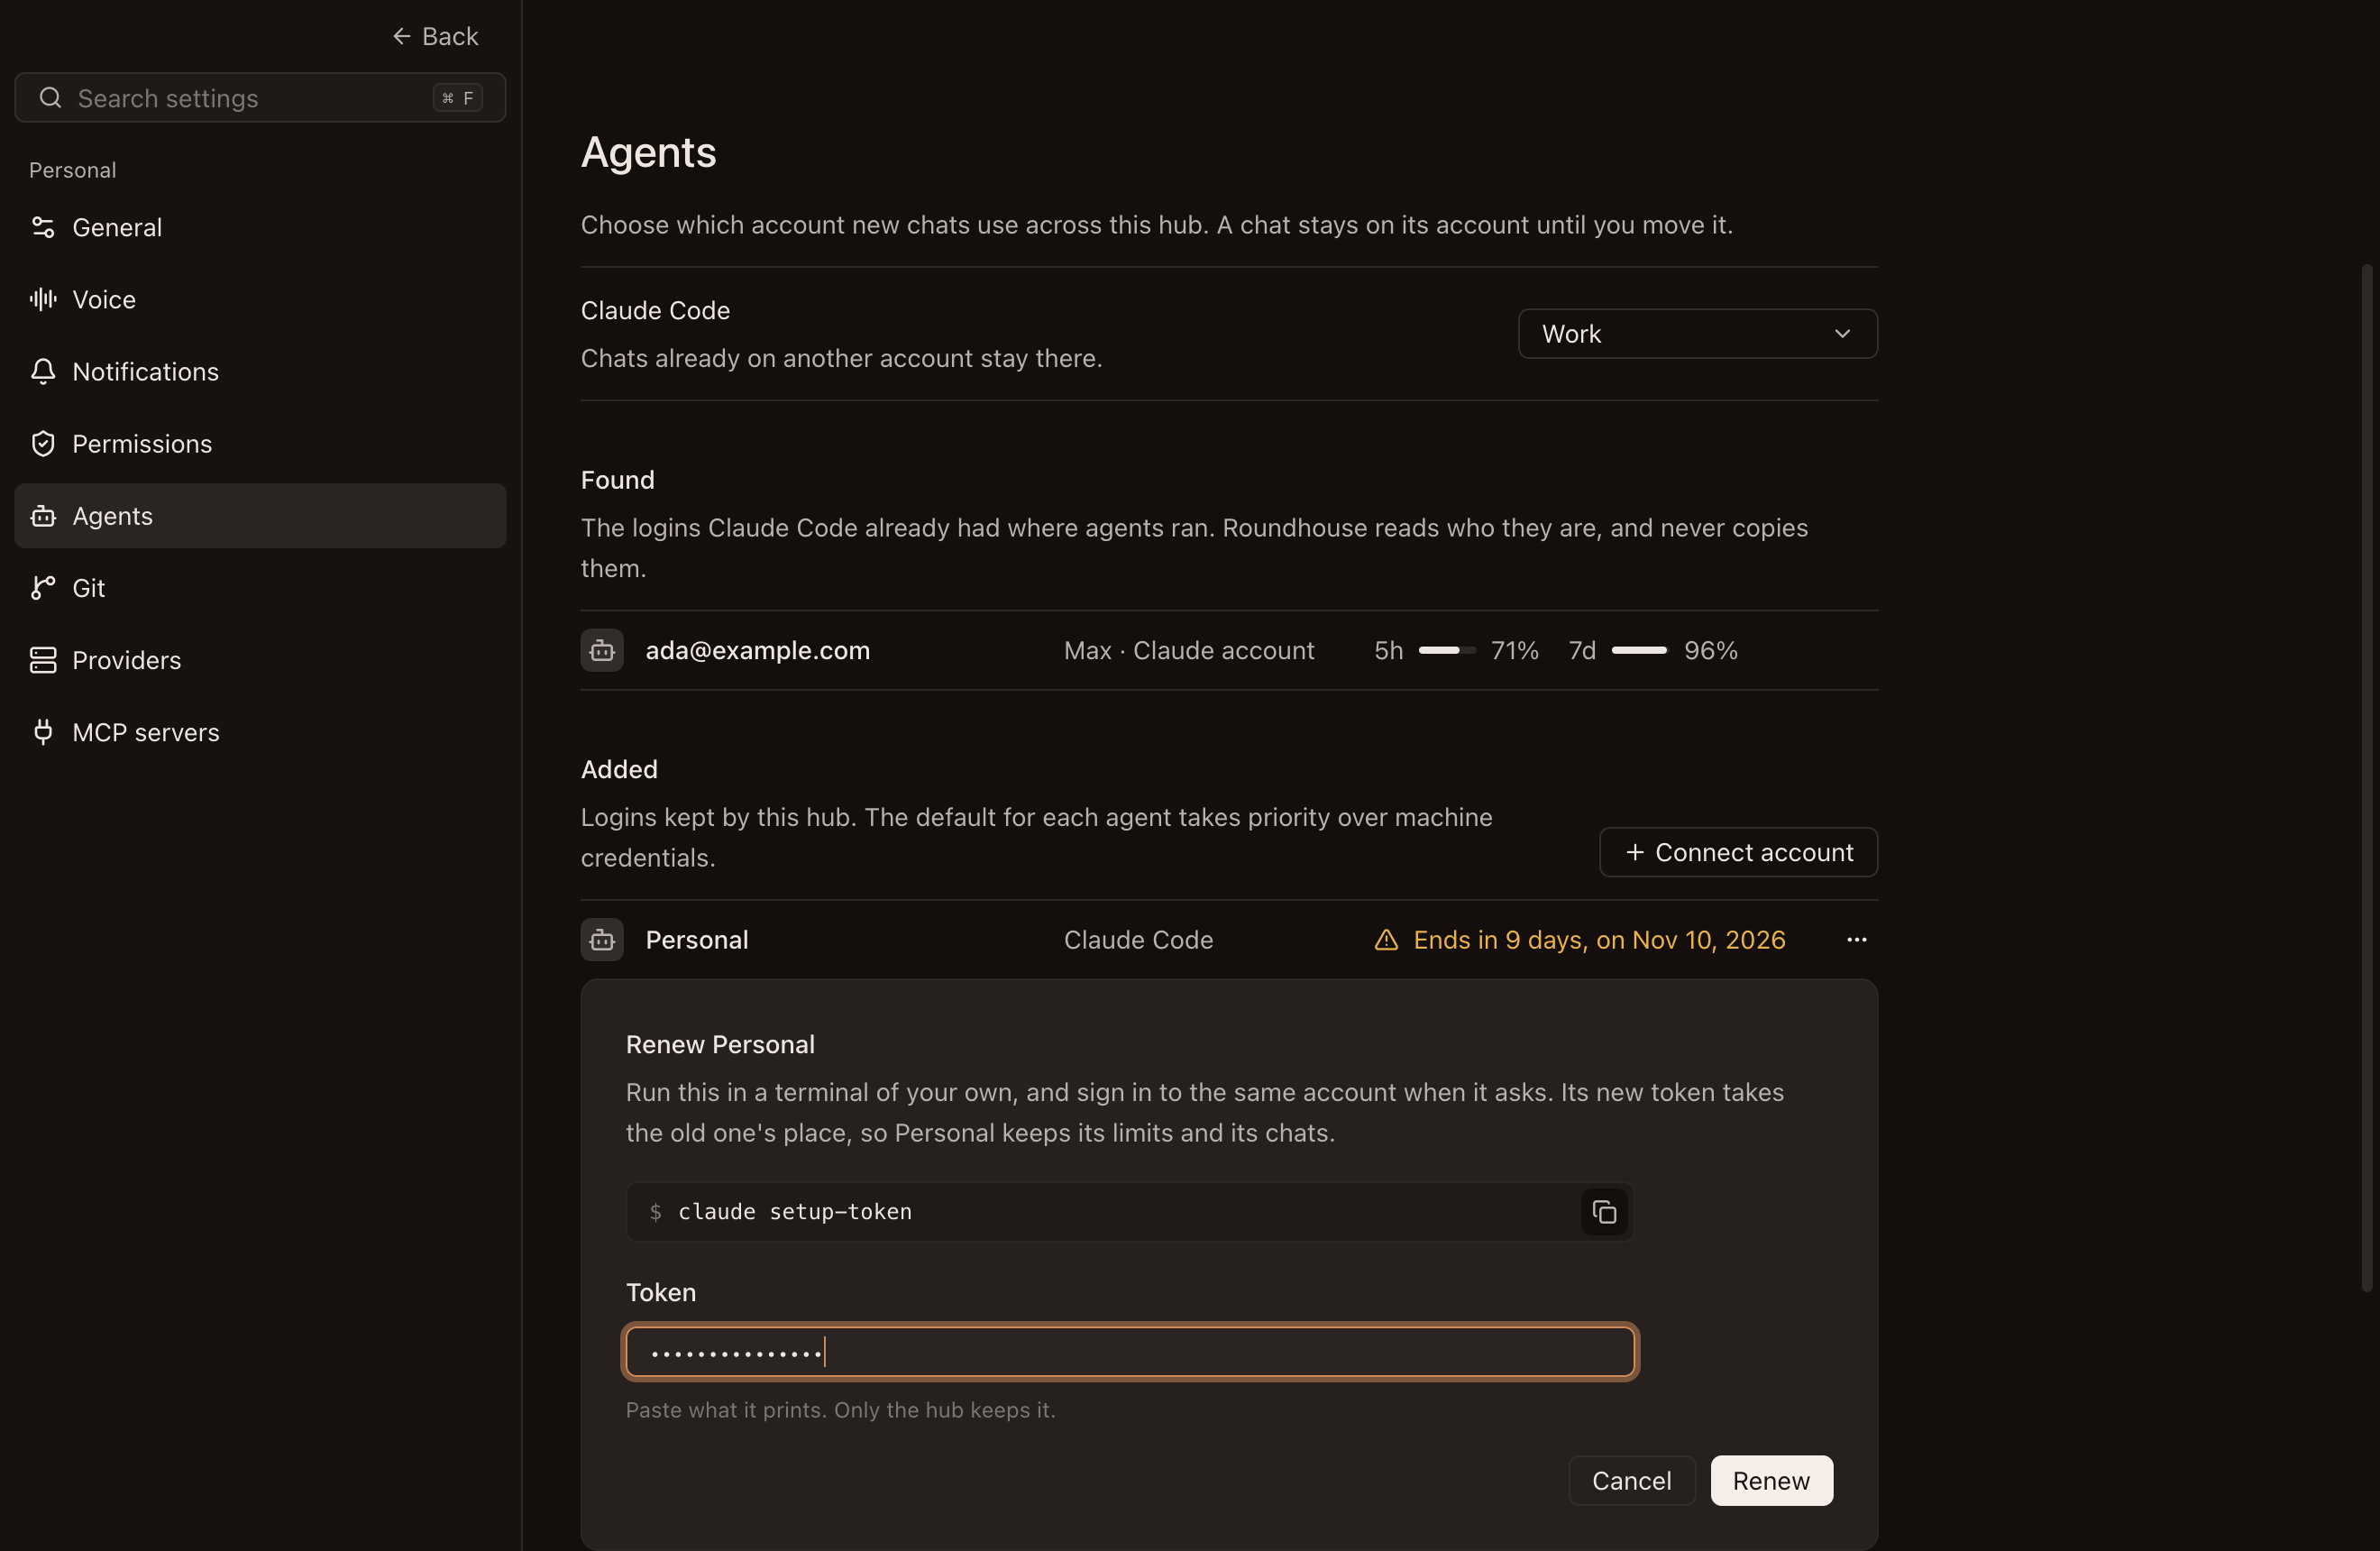 Back
Search settings
⌘ F
Personal
General
Voice
Notifications
Permissions
Agents
Git
Providers
MCP servers
Agents
Choose which account new chats use across this hub. A chat stays on its account until you move it.
Claude Code
Chats already on another account stay there.
Work
Found
The logins Claude Code already had where agents ran. Roundhouse reads who they are, and never copies
them.
ada@example.com Max · Claude account 5h 71% 7d 96%
Added
Logins kept by this hub. The default for each agent takes priority over machine
credentials.
Connect account
Personal Claude Code Ends in 9 days, on Nov 10, 2026
Renew Personal
Run this in a terminal of your own, and sign in to the same account when it asks. Its new token takes
the old one's place, so Personal keeps its limits and its chats.
$ claude setup-token
Token
•••••••••••••••
Paste what it prints. Only the hub keeps it.
Cancel Renew